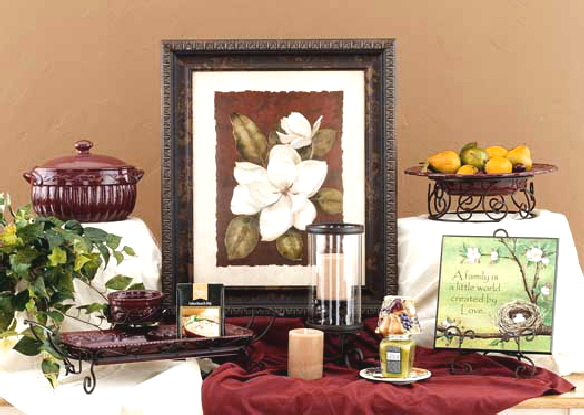 A family is
a little world
created by
Love.